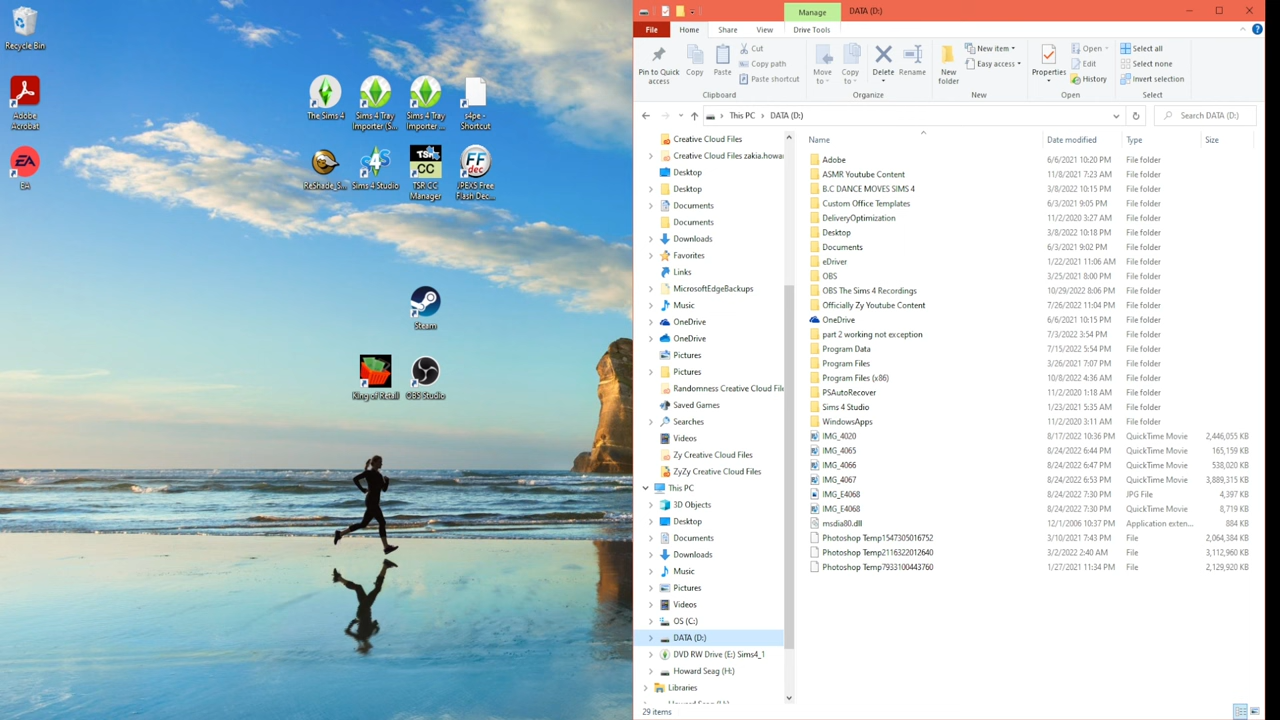 Recycle Bin
Adobe
Acrobat
EA
The Sims 4
Sims 4 Tray
Importer (S...
Sims 4 Tray
Importer ...
s4pe -
Shortcut
ReShade_S...
Sims 4 Studio
TSR CC
Manager
JPEXS Free
Flash Dec...
Steam
King of Retail
OBS Studio
Manage
DATA (D:)
File
Home
Share
View
Drive Tools
Pin to Quick
access
Copy
Paste
Cut
Copy path
Paste shortcut
Clipboard
Move
to
Copy
to
Delete
Rename
Organize
New
folder
New item
Easy access
New
Properties
Open
Edit
History
Open
Select all
Select none
Invert selection
Select
This PC > DATA (D:)
Search DATA (D:)
Creative Cloud Files
Creative Cloud Files zakia.howa
Desktop
Desktop
Documents
Documents
Downloads
Favorites
Links
MicrosoftEdgeBackups
Music
OneDrive
OneDrive
Pictures
Pictures
Randomness Creative Cloud File
Saved Games
Searches
Videos
Zy Creative Cloud Files
ZyZy Creative Cloud Files
This PC
3D Objects
Desktop
Documents
Downloads
Music
Pictures
Videos
OS (C:)
DATA (D:)
DVD RW Drive (E:) Sims4_1
Howard Seag (H:)
Libraries
Name Date modified Type Size
Adobe 6/6/2021 10:20 PM File folder
ASMR Youtube Content 11/8/2021 7:23 AM File folder
B.C DANCE MOVES SIMS 4 3/8/2022 10:15 PM File folder
Custom Office Templates 6/3/2021 9:05 PM File folder
DeliveryOptimization 11/2/2020 3:27 AM File folder
Desktop 3/8/2022 10:18 PM File folder
Documents 6/3/2021 9:02 PM File folder
eDriver 1/22/2021 11:06 AM File folder
OBS 3/25/2021 8:00 PM File folder
OBS The Sims 4 Recordings 10/29/2022 8:06 PM File folder
Officially Zy Youtube Content 7/26/2022 11:04 PM File folder
OneDrive 6/6/2021 10:15 PM File folder
part 2 working not exception 7/3/2022 3:54 PM File folder
Program Data 7/15/2022 5:54 PM File folder
Program Files 3/26/2021 7:07 PM File folder
Program Files (x86) 10/8/2022 4:36 AM File folder
PSAutoRecover 11/2/2020 1:18 AM File folder
Sims 4 Studio 1/23/2021 5:35 AM File folder
WindowsApps 11/2/2020 3:11 AM File folder
IMG_4020 8/17/2022 10:36 PM QuickTime Movie 2,446,055 KB
IMG_4065 8/24/2022 6:44 PM QuickTime Movie 165,159 KB
IMG_4066 8/24/2022 6:47 PM QuickTime Movie 538,020 KB
IMG_4067 8/24/2022 6:53 PM QuickTime Movie 3,889,315 KB
IMG_E4068 8/24/2022 7:30 PM JPG File 4,397 KB
IMG_E4068 8/24/2022 7:30 PM QuickTime Movie 8,719 KB
msdia80.dll Application exten... 884 KB
Photoshop Temp1547305016752 3/10/2021 7:43 PM File 2,064,384 KB
Photoshop Temp2116322012640 3/2/2022 2:40 AM File 3,112,960 KB
Photoshop Temp7933100443760 1/27/2021 11:34 PM File 2,129,920 KB
29 items